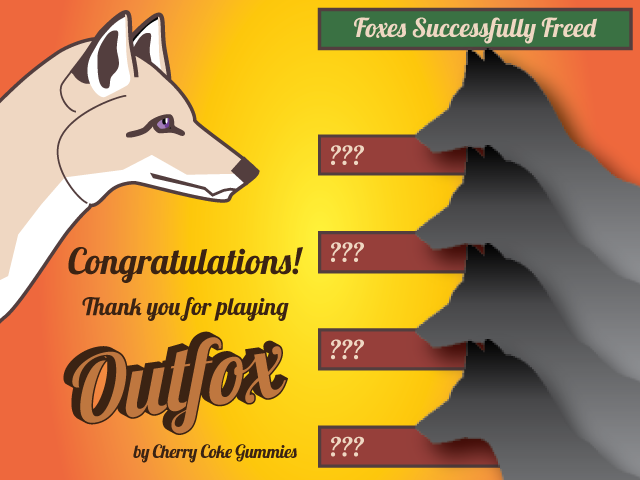 Foxes Successfully Freed
???
???
???
???
Congratulations!
Thank you for playing
Outfox
by Cherry Coke Gummies